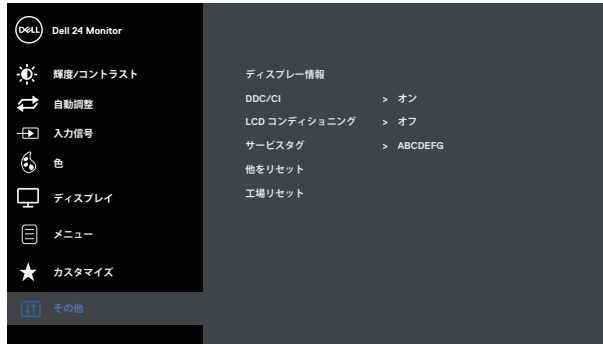 DELL Dell 24 Monitor
輝度/コントラスト
自動調整
入力信号
色
ディスプレイ
メニュー
カスタマイズ
その他
ディスプレー情報
DDC/CI > オン
LCD コンディショニング > オフ
サービスタグ > ABCDEFG
他をリセット
工場リセット